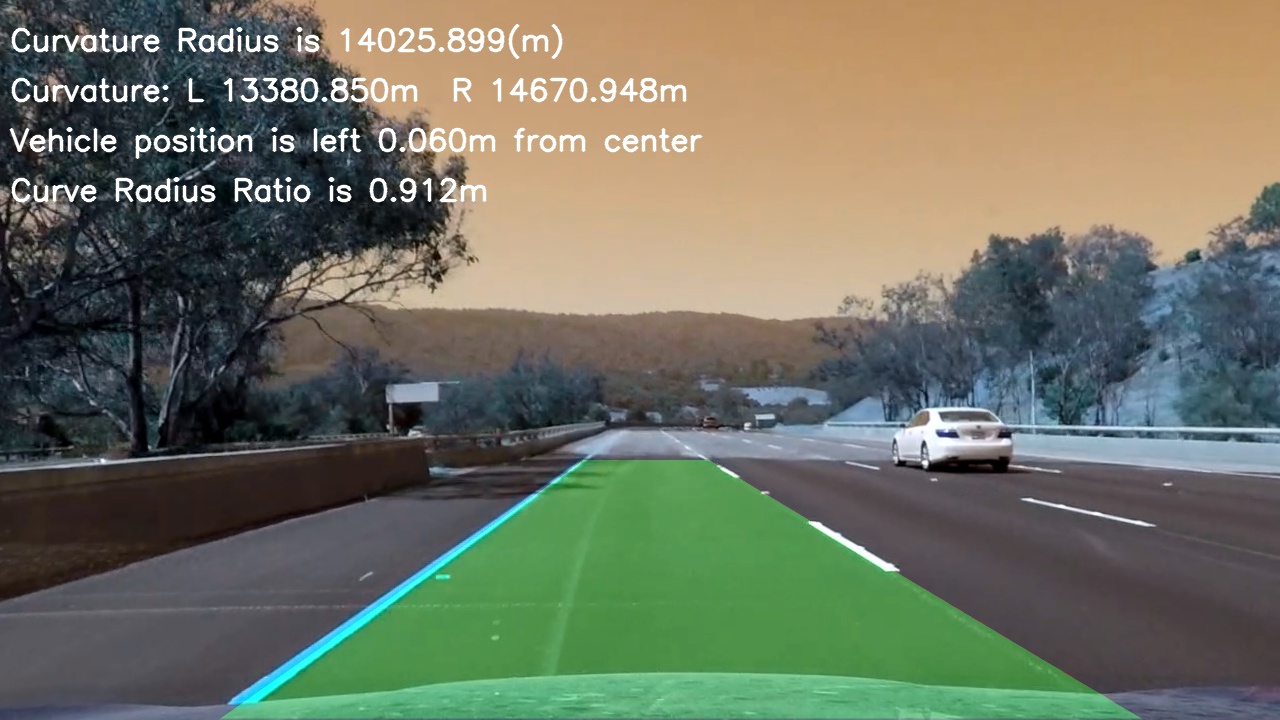 Curvature Radius is 14025.899(m)
Curvature: L 13380.850m R 14670.948m
Vehicle position is left 0.060m from center
Curve Radius Ratio is 0.912m